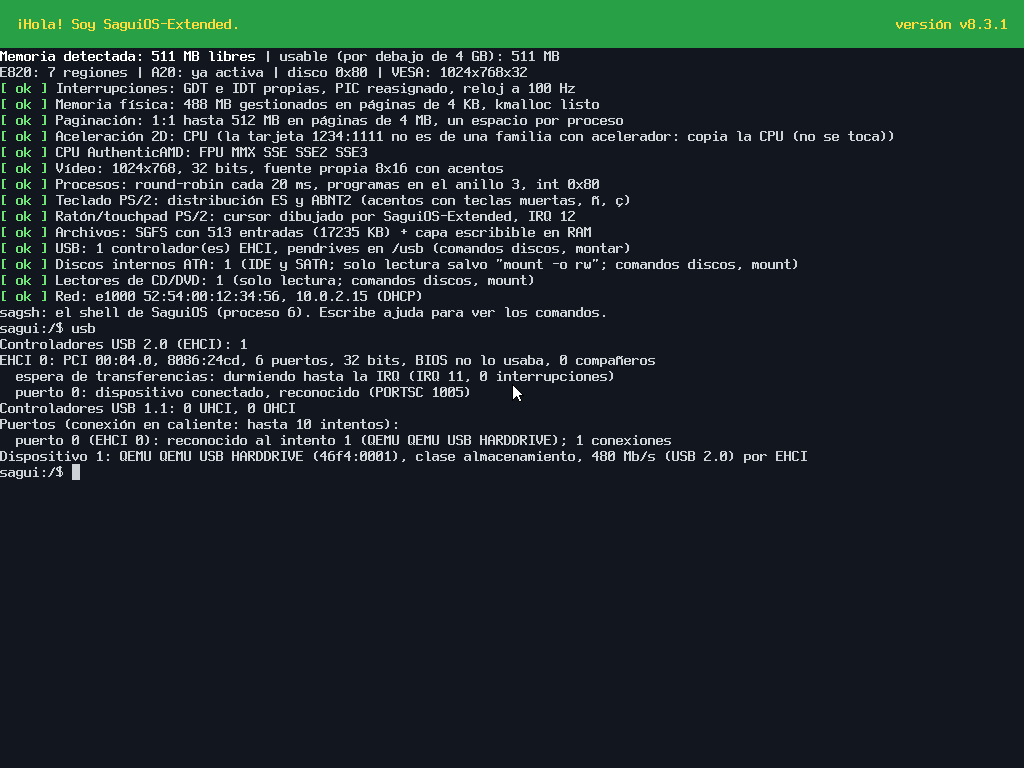 ¡Hola! Soy SaguiOS-Extended.
versión v8.3.1
Memoria detectada: 511 MB libres | usable (por debajo de 4 GB): 511 MB
E820: 7 regiones | A20: ya activa | disco 0x80 | VESA: 1024x768x32
[ ok ] Interrupciones: GDT e IDT propias, PIC reasignado, reloj a 100 Hz
[ ok ] Memoria física: 488 MB gestionados en páginas de 4 KB, kmalloc listo
[ ok ] Paginación: 1:1 hasta 512 MB en páginas de 4 MB, un espacio por proceso
[ ok ] Aceleración 2D: CPU (la tarjeta 1234:1111 no es de una familia con acelerador: copia la CPU (no se toca))
[ ok ] CPU AuthenticAMD: FPU MMX SSE SSE2 SSE3
[ ok ] Vídeo: 1024x768, 32 bits, fuente propia 8x16 con acentos
[ ok ] Procesos: round-robin cada 20 ms, programas en el anillo 3, int 0x80
[ ok ] Teclado PS/2: distribución ES y ABNT2 (acentos con teclas muertas, ñ, ç)
[ ok ] Ratón/touchpad PS/2: cursor dibujado por SaguiOS-Extended, IRQ 12
[ ok ] Archivos: SGFS con 513 entradas (17235 KB) + capa escribible en RAM
[ ok ] USB: 1 controlador(es) EHCI, pendrives en /usb (comandos discos, montar)
[ ok ] Discos internos ATA: 1 (IDE y SATA; solo lectura salvo "mount -o rw"; comandos discos, mount)
[ ok ] Lectores de CD/DVD: 1 (solo lectura; comandos discos, mount)
[ ok ] Red: e1000 52:54:00:12:34:56, 10.0.2.15 (DHCP)
sagsh: el shell de SaguiOS (proceso 6). Escribe ajuda para ver los comandos.
sagui:/$ usb
Controladores USB 2.0 (EHCI): 1
EHCI 0: PCI 00:04.0, 8086:24cd, 6 puertos, 32 bits, BIOS no lo usaba, 0 compañeros
  espera de transferencias: durmiendo hasta la IRQ (IRQ 11, 0 interrupciones)
  puerto 0: dispositivo conectado, reconocido (PORTSC 1005)
Controladores USB 1.1: 0 UHCI, 0 OHCI
Puertos (conexión en caliente: hasta 10 intentos):
  puerto 0 (EHCI 0): reconocido al intento 1 (QEMU QEMU USB HARDDRIVE); 1 conexiones
Dispositivo 1: QEMU QEMU USB HARDDRIVE (46f4:0001), clase almacenamiento, 480 Mb/s (USB 2.0) por EHCI
sagui:/$